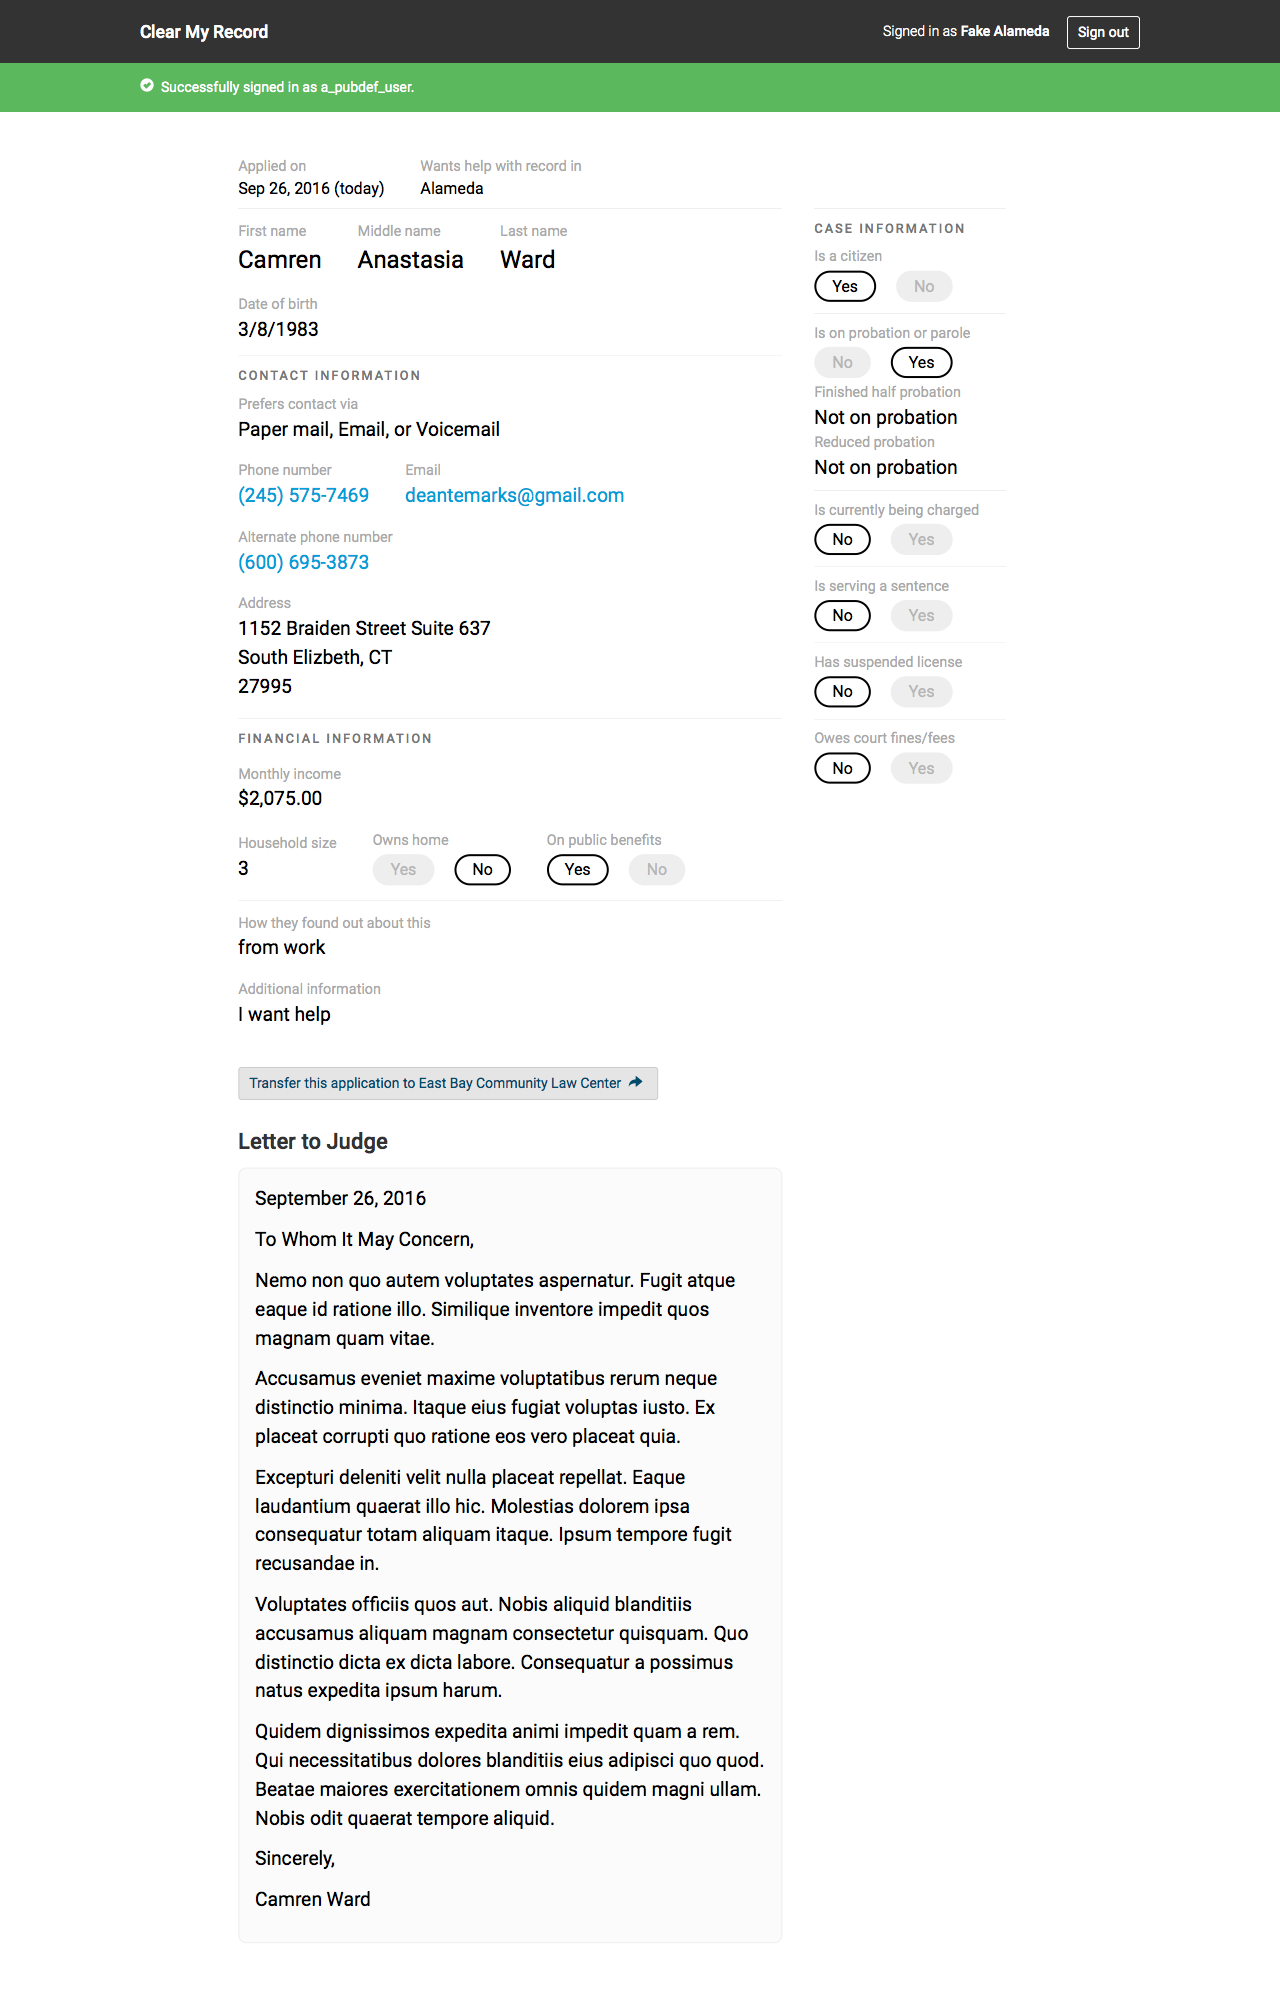 Clear My Record
Signed in as Fake Alameda
Sign out
Successfully signed in as a_pubdef_user.
Applied on
Sep 26, 2016 (today)
Wants help with record in
Alameda
First name
Camren
Middle name
Anastasia
Last name
Ward
Date of birth
3/8/1983
CONTACT INFORMATION
Prefers contact via
Paper mail, Email, or Voicemail
Phone number
(245) 575-7469
Email
deantemarks@gmail.com
Alternate phone number
(600) 695-3873
Address
1152 Braiden Street Suite 637
South Elizbeth, CT
27995
FINANCIAL INFORMATION
Monthly income
$2,075.00
Household size
3
Owns home
Yes No
On public benefits
Yes No
How they found out about this
from work
Additional information
I want help
CASE INFORMATION
Is a citizen
Yes No
Is on probation or parole
No Yes
Finished half probation
Not on probation
Reduced probation
Not on probation
Is currently being charged
No Yes
Is serving a sentence
No Yes
Has suspended license
No Yes
Owes court fines/fees
No Yes
Transfer this application to East Bay Community Law Center
Letter to Judge
September 26, 2016
To Whom It May Concern,
Nemo non quo autem voluptates aspernatur. Fugit atque
eaque id ratione illo. Similique inventore impedit quos
magnam quam vitae.
Accusamus eveniet maxime voluptatibus rerum neque
distinctio minima. Itaque eius fugiat voluptas iusto. Ex
placeat corrupti quo ratione eos vero placeat quia.
Excepturi deleniti velit nulla placeat repellat. Eaque
laudantium quaerat illo hic. Molestias dolorem ipsa
consequatur totam aliquam itaque. Ipsum tempore fugit
recusandae in.
Voluptates officiis quos aut. Nobis aliquid blanditiis
accusamus aliquam magnam consectetur quisquam. Quo
distinctio dicta ex dicta labore. Consequatur a possimus
natus expedita ipsum harum.
Quidem dignissimos expedita animi impedit quam a rem.
Qui necessitatibus dolores blanditiis eius adipisci quo quod.
Beatae maiores exercitationem omnis quidem magni ullam.
Nobis odit quaerat tempore aliquid.
Sincerely,
Camren Ward